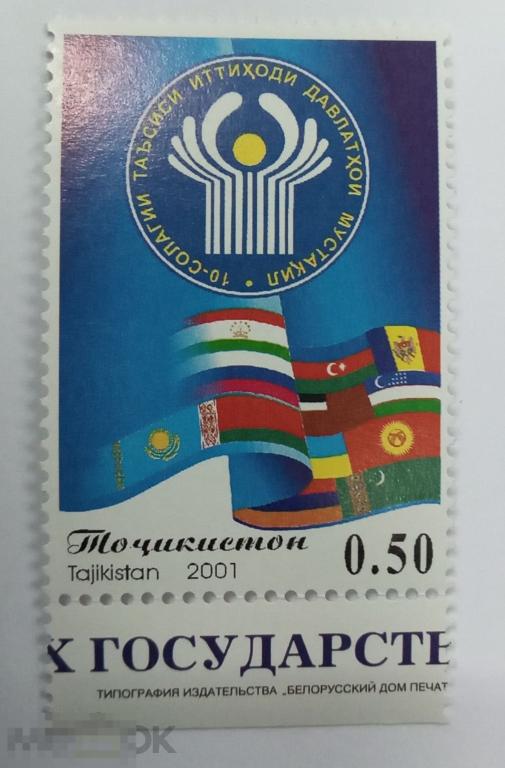 10-СОЛАГИИ ТАЪСИСИ ИТТИҲОДИ ДАВЛАТҲОИ МУСТАҚИЛ •
Тоҷикистон
Tajikistan 2001
0.50
Х ГОСУДАРСТВ
ТИПОГРАФИЯ ИЗДАТЕЛЬСТВА „БЕЛОРУССКИЙ ДОМ ПЕЧАТ